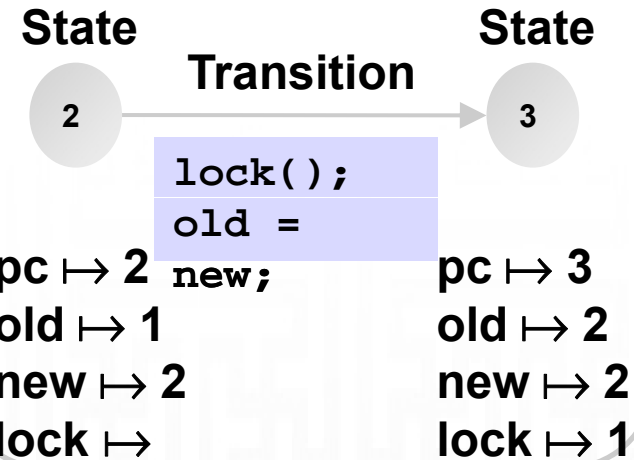 State
State
Transition
2
3
lock();
old =
new;
pc ↦ 2
old ↦ 1
new ↦ 2
lock ↦
pc ↦ 3
old ↦ 2
new ↦ 2
lock ↦ 1